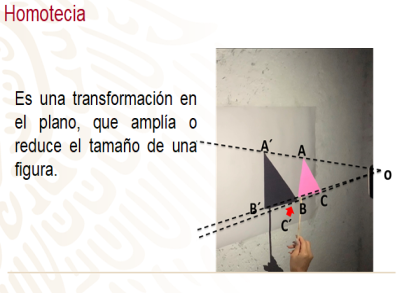 Homotecia
Es una transformación en
el plano, que amplía o
reduce el tamaño de una
figura.
A´ A
O
B´ B C
C´